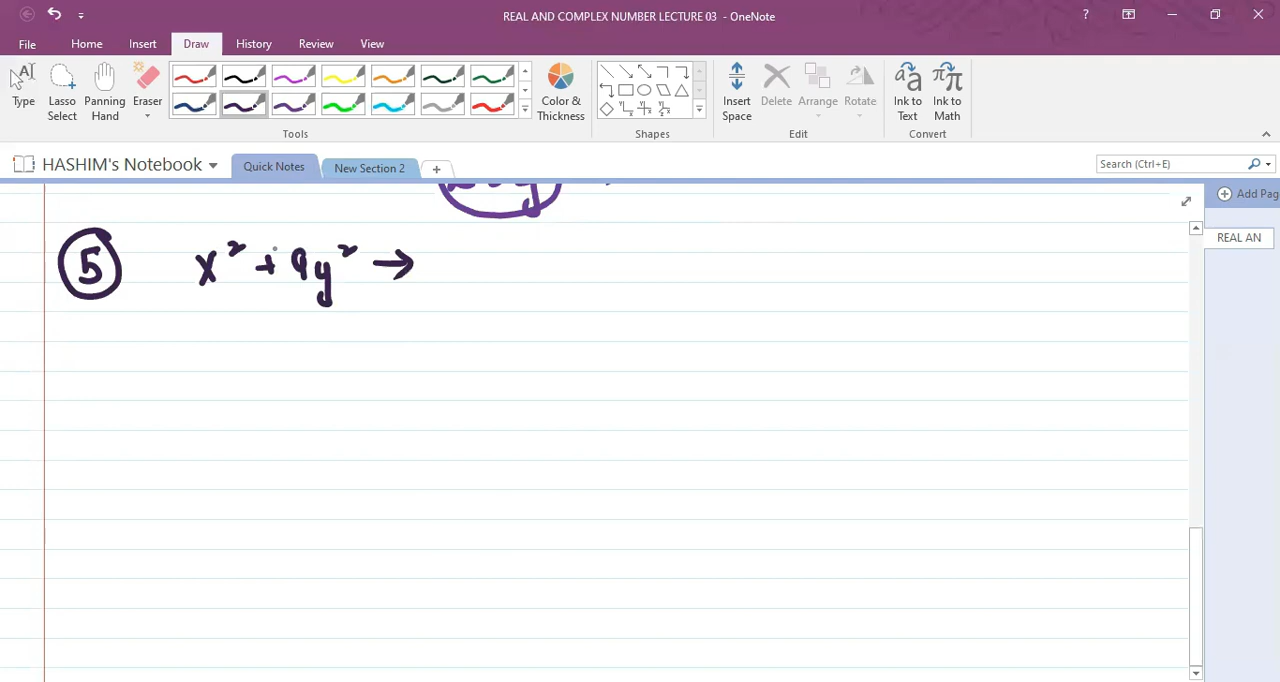 REAL AND COMPLEX NUMBER LECTURE 03 - OneNote
?
File Home Insert Draw History Review View
Type Lasso Select Panning Hand Eraser Color & Thickness Insert Space Delete Arrange Rotate Ink to Text Ink to Math
Tools Shapes Edit Convert
HASHIM's Notebook Quick Notes New Section 2 Search (Ctrl+E)
Add Pag
REAL AN
5 x² + 9y² →